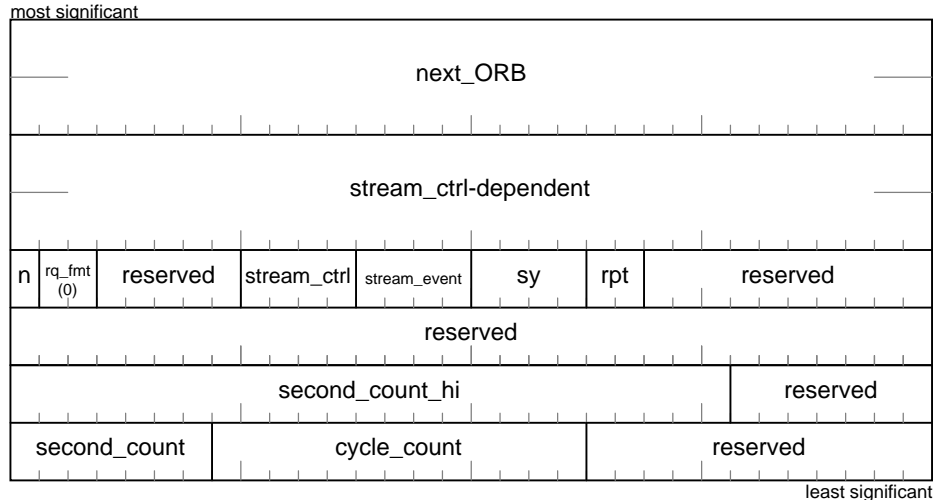 most significant
next_ORB
stream_ctrl-dependent
n rq_fmt (0) reserved stream_ctrl stream_event sy rpt reserved
reserved
second_count_hi reserved
second_count cycle_count reserved
least significant